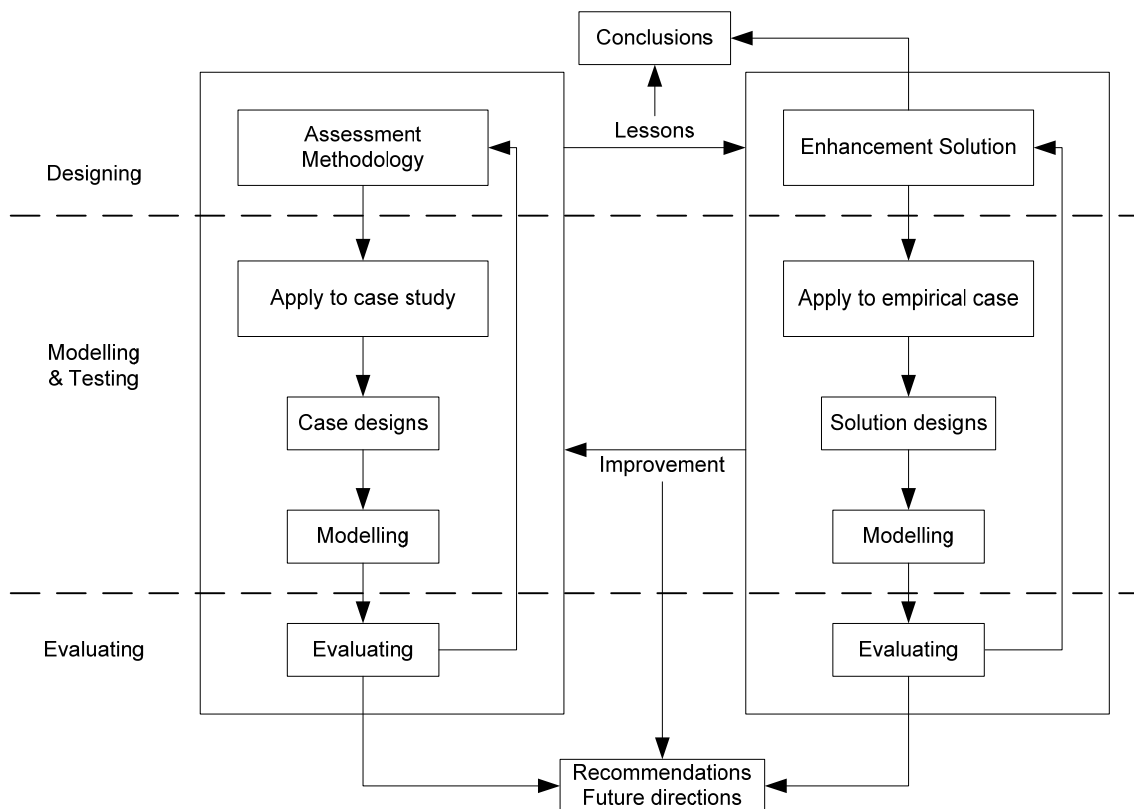 Conclusions
Assessment
Methodology
Lessons
Enhancement Solution
Designing
Apply to case study
Apply to empirical case
Modelling
& Testing
Case designs
Solution designs
Improvement
Modelling
Modelling
Evaluating
Evaluating
Evaluating
Recommendations
Future directions